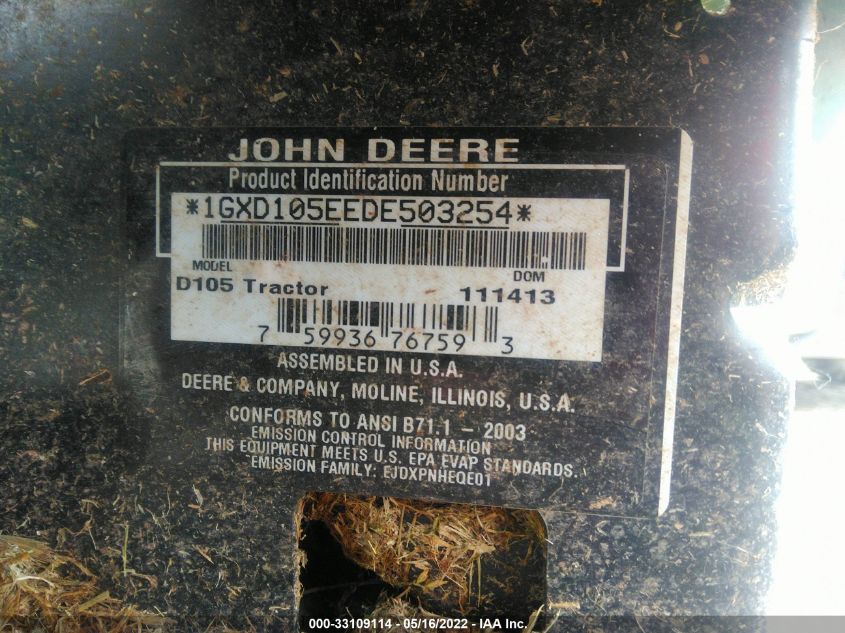 JOHN DEERE
Product Identification Number
*1GXD105EEDE503254*
MODEL DOM
D105 Tractor 111413
7 59936 76759 3
ASSEMBLED IN U.S.A.
DEERE & COMPANY, MOLINE, ILLINOIS, U.S.A.
CONFORMS TO ANSI B71.1 - 2003
EMISSION CONTROL INFORMATION
THIS EQUIPMENT MEETS U.S. EPA EVAP STANDARDS.
EMISSION FAMILY: EJDXPNHEQE01
000-33109114 - 05/16/2022 - IAA Inc.